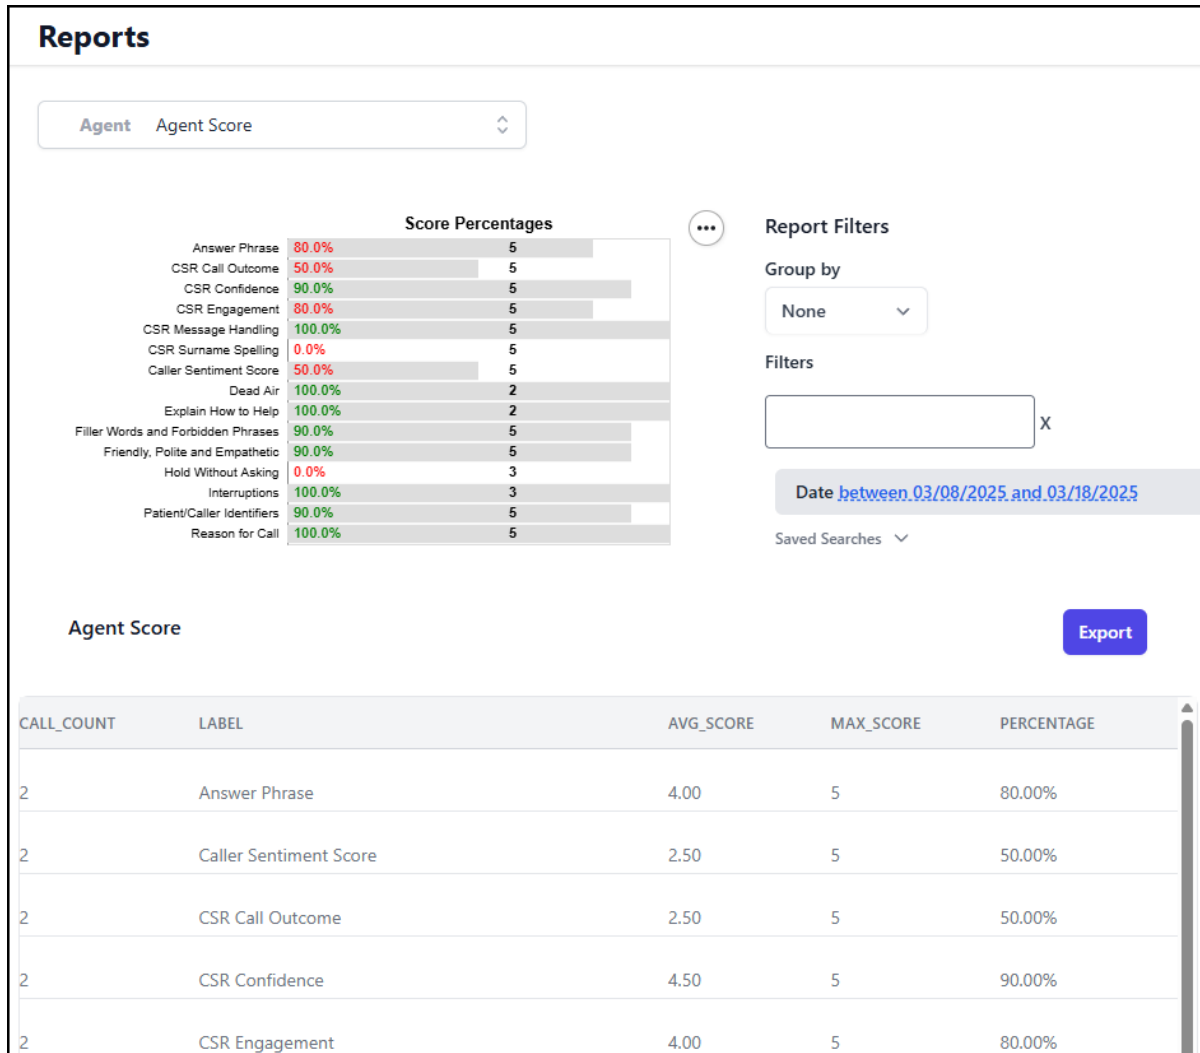 Reports
Agent Agent Score
Score Percentages
Answer Phrase 80.0% 5
CSR Call Outcome 50.0% 5
CSR Confidence 90.0% 5
CSR Engagement 80.0% 5
CSR Message Handling 100.0% 5
CSR Surname Spelling 0.0% 5
Caller Sentiment Score 50.0% 5
Dead Air 100.0% 2
Explain How to Help 100.0% 2
Filler Words and Forbidden Phrases 90.0% 5
Friendly, Polite and Empathetic 90.0% 5
Hold Without Asking 0.0% 3
Interruptions 100.0% 3
Patient/Caller Identifiers 90.0% 5
Reason for Call 100.0% 5
Report Filters
Group by
None
Filters
X
Date between 03/08/2025 and 03/18/2025
Saved Searches
Agent Score
Export
CALL_COUNT LABEL AVG_SCORE MAX_SCORE PERCENTAGE
2 Answer Phrase 4.00 5 80.00%
2 Caller Sentiment Score 2.50 5 50.00%
2 CSR Call Outcome 2.50 5 50.00%
2 CSR Confidence 4.50 5 90.00%
2 CSR Engagement 4.00 5 80.00%